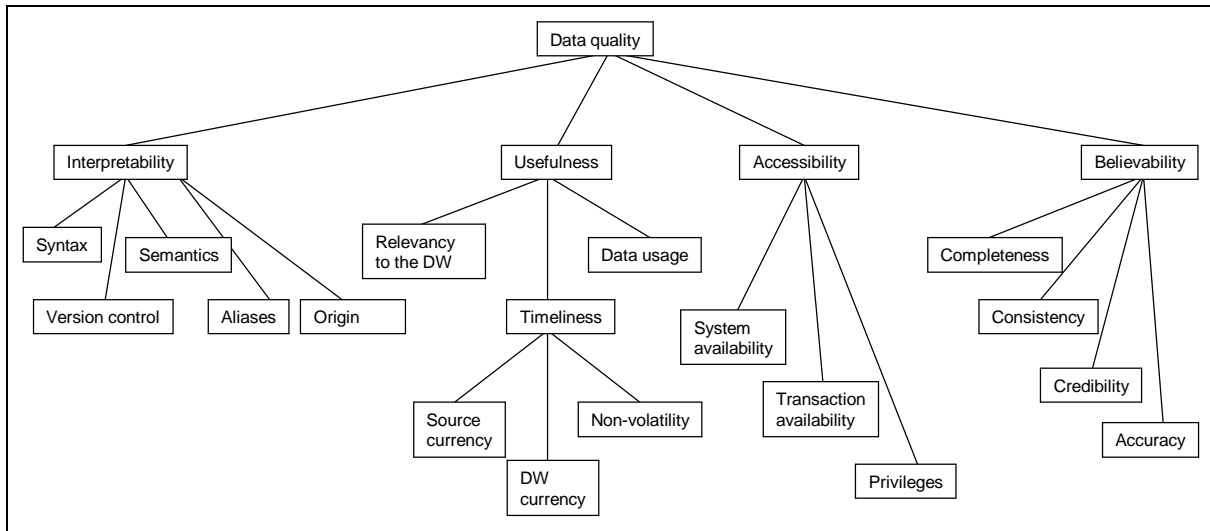 Data quality
Interpretability
Usefulness
Accessibility
Believability
Syntax
Semantics
Relevancy
to the DW
Data usage
Completeness
Version control
Aliases
Origin
Timeliness
System
availability
Consistency
Source
currency
Non-volatility
Transaction
availability
Credibility
DW
currency
Privileges
Accuracy